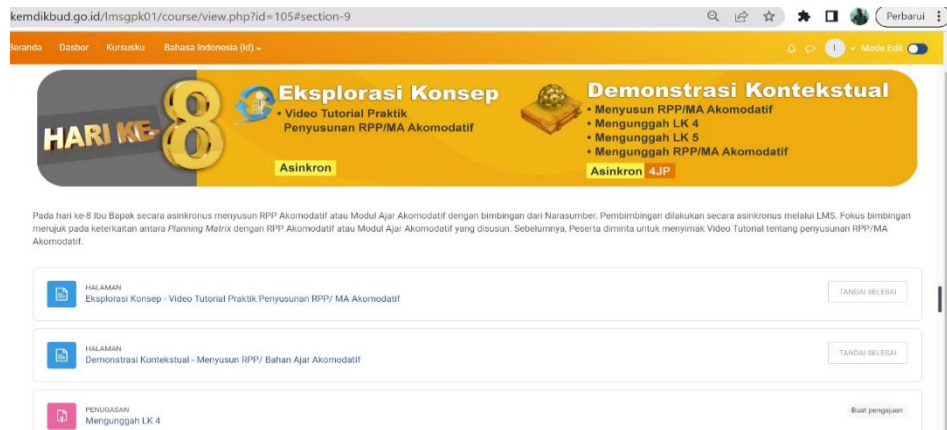 kemdikbud.go.id/lmsgpk01/course/view.php?id=105#section-9
Perbarui
Beranda Dasbor Kursusku Bahasa Indonesia (id)
L Mode Edit
HARI KE- 8
Eksplorasi Konsep
• Video Tutorial Praktik
Penyusunan RPP/MA Akomodatif
Asinkron
Demonstrasi Kontekstual
• Menyusun RPP/MA Akomodatif
• Mengunggah LK 4
• Mengunggah LK 5
• Mengunggah RPP/MA Akomodatif
Asinkron 4JP
Pada hari ke-8 Ibu Bapak secara asinkronus menyusun RPP Akomodatif atau Modul Ajar Akomodatif dengan bimbingan dari Narasumber. Pembimbingan dilakukan secara asinkronus melalui LMS. Fokus bimbingan
merujuk pada keterkaitan antara Planning Matrix dengan RPP Akomodatif atau Modul Ajar Akomodatif yang disusun. Sebelumnya, Peserta diminta untuk menyimak Video Tutorial tentang penyusunan RPP/MA
Akomodatif.
HALAMAN
Eksplorasi Konsep - Video Tutorial Praktik Penyusunan RPP/ MA Akomodatif
TANDAI SELESAI
HALAMAN
Demonstrasi Kontekstual - Menyusun RPP/ Bahan Ajar Akomodatif
TANDAI SELESAI
PENUGASAN
Mengunggah LK 4
Buat pengajuan